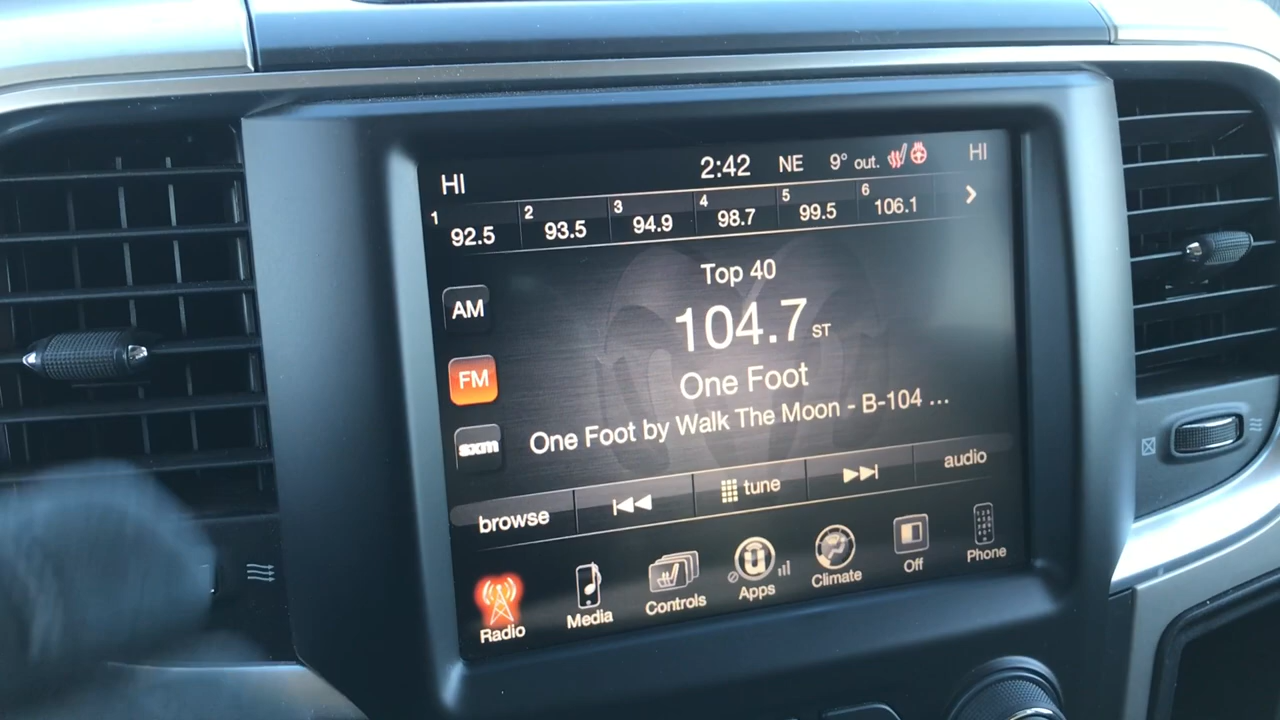 HI 2:42 NE 9° out. HI
1 92.5 2 93.5 3 94.9 4 98.7 5 99.5 6 106.1
Top 40
AM
104.7 ST
FM
One Foot
One Foot by Walk The Moon - B-104 ...
sxm
browse tune audio
Radio Media Controls Apps Climate Off Phone